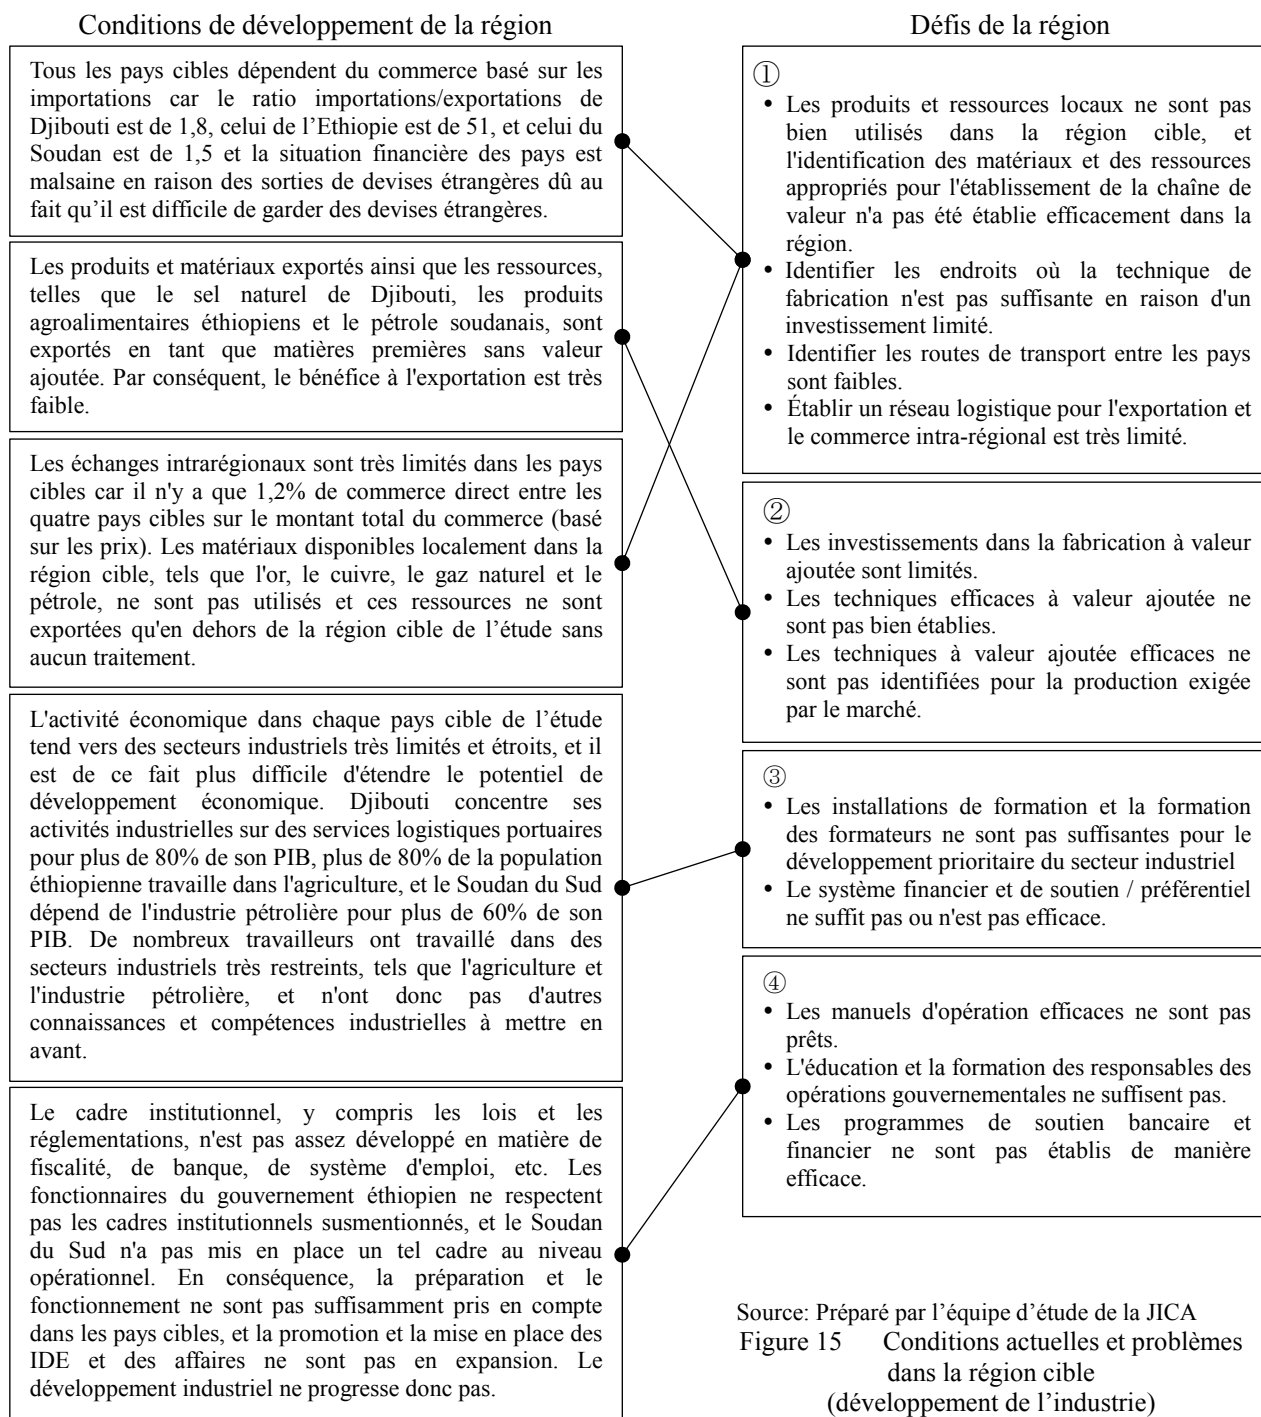 Conditions de développement de la région
Tous les pays cibles dépendent du commerce basé sur les
importations car le ratio importations/exportations de
Djibouti est de 1,8, celui de l’Ethiopie est de 51, et celui du
Soudan est de 1,5 et la situation financière des pays est
malsaine en raison des sorties de devises étrangères dû au
fait qu’il est difficile de garder des devises étrangères.
Les produits et matériaux exportés ainsi que les ressources,
telles que le sel naturel de Djibouti, les produits
agroalimentaires éthiopiens et le pétrole soudanais, sont
exportés en tant que matières premières sans valeur
ajoutée. Par conséquent, le bénéfice à l'exportation est très
faible.
Les échanges intrarégionaux sont très limités dans les pays
cibles car il n'y a que 1,2% de commerce direct entre les
quatre pays cibles sur le montant total du commerce (basé
sur les prix). Les matériaux disponibles localement dans la
région cible, tels que l'or, le cuivre, le gaz naturel et le
pétrole, ne sont pas utilisés et ces ressources ne sont
exportées qu'en dehors de la région cible de l’étude sans
aucun traitement.
L'activité économique dans chaque pays cible de l’étude
tend vers des secteurs industriels très limités et étroits, et il
est de ce fait plus difficile d'étendre le potentiel de
développement économique. Djibouti concentre ses
activités industrielles sur des services logistiques portuaires
pour plus de 80% de son PIB, plus de 80% de la population
éthiopienne travaille dans l'agriculture, et le Soudan du Sud
dépend de l'industrie pétrolière pour plus de 60% de son
PIB. De nombreux travailleurs ont travaillé dans des
secteurs industriels très restreints, tels que l'agriculture et
l'industrie pétrolière, et n'ont donc pas d'autres
connaissances et compétences industrielles à mettre en
avant.
Le cadre institutionnel, y compris les lois et les
réglementations, n'est pas assez développé en matière de
fiscalité, de banque, de système d'emploi, etc. Les
fonctionnaires du gouvernement éthiopien ne respectent
pas les cadres institutionnels susmentionnés, et le Soudan
du Sud n'a pas mis en place un tel cadre au niveau
opérationnel. En conséquence, la préparation et le
fonctionnement ne sont pas suffisamment pris en compte
dans les pays cibles, et la promotion et la mise en place des
IDE et des affaires ne sont pas en expansion. Le
développement industriel ne progresse donc pas.
Défis de la région
①
• Les produits et ressources locaux ne sont pas
bien utilisés dans la région cible, et
l'identification des matériaux et des ressources
appropriés pour l'établissement de la chaîne de
valeur n'a pas été établie efficacement dans la
région.
• Identifier les endroits où la technique de
fabrication n'est pas suffisante en raison d'un
investissement limité.
• Identifier les routes de transport entre les pays
sont faibles.
• Établir un réseau logistique pour l'exportation et
le commerce intra-régional est très limité.
②
• Les investissements dans la fabrication à valeur
ajoutée sont limités.
• Les techniques efficaces à valeur ajoutée ne
sont pas bien établies.
• Les techniques à valeur ajoutée efficaces ne
sont pas identifiées pour la production exigée
par le marché.
③
• Les installations de formation et la formation
des formateurs ne sont pas suffisantes pour le
développement prioritaire du secteur industriel
• Le système financier et de soutien / préférentiel
ne suffit pas ou n'est pas efficace.
④
• Les manuels d'opération efficaces ne sont pas
prêts.
• L'éducation et la formation des responsables des
opérations gouvernementales ne suffisent pas.
• Les programmes de soutien bancaire et
financier ne sont pas établis de manière
efficace.
Source: Préparé par l’équipe d’étude de la JICA
Figure 15 Conditions actuelles et problèmes
dans la région cible
(développement de l’industrie)